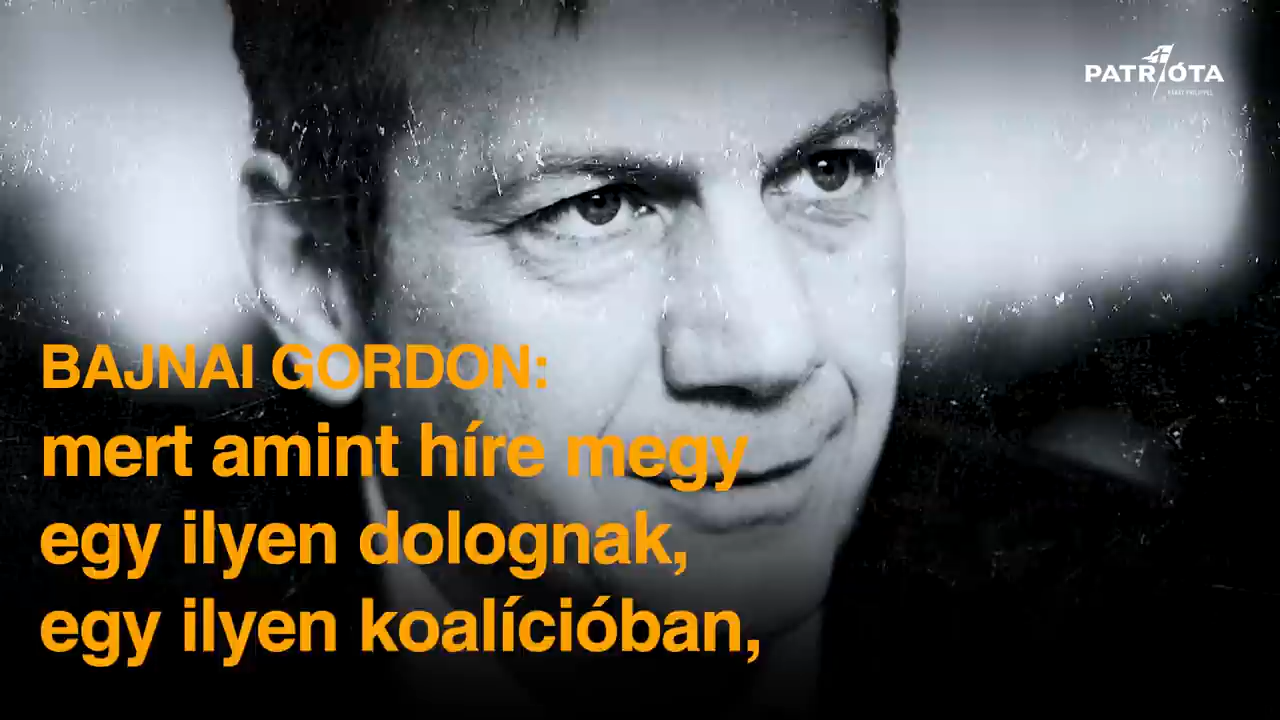 PATRIÓTA
BAJNAI GORDON:
mert amint híre megy
egy ilyen dolognak,
egy ilyen koalícióban,